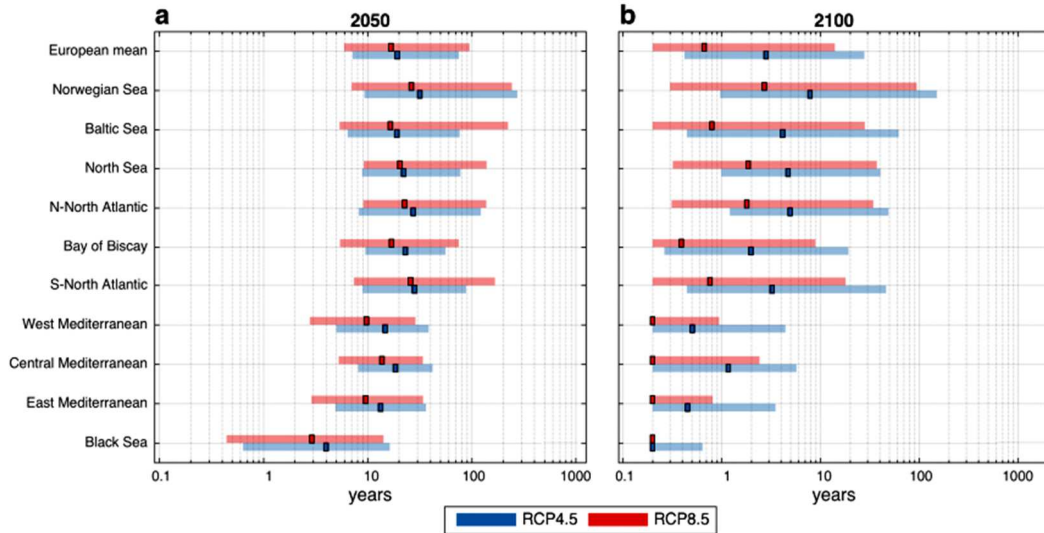 a 2050
b 2100
European mean
Norwegian Sea
Baltic Sea
North Sea
N-North Atlantic
Bay of Biscay
S-North Atlantic
West Mediterranean
Central Mediterranean
East Mediterranean
Black Sea
0.1 1 10 100 1000
0.1 1 10 100 1000
years
years
RCP4.5 RCP8.5